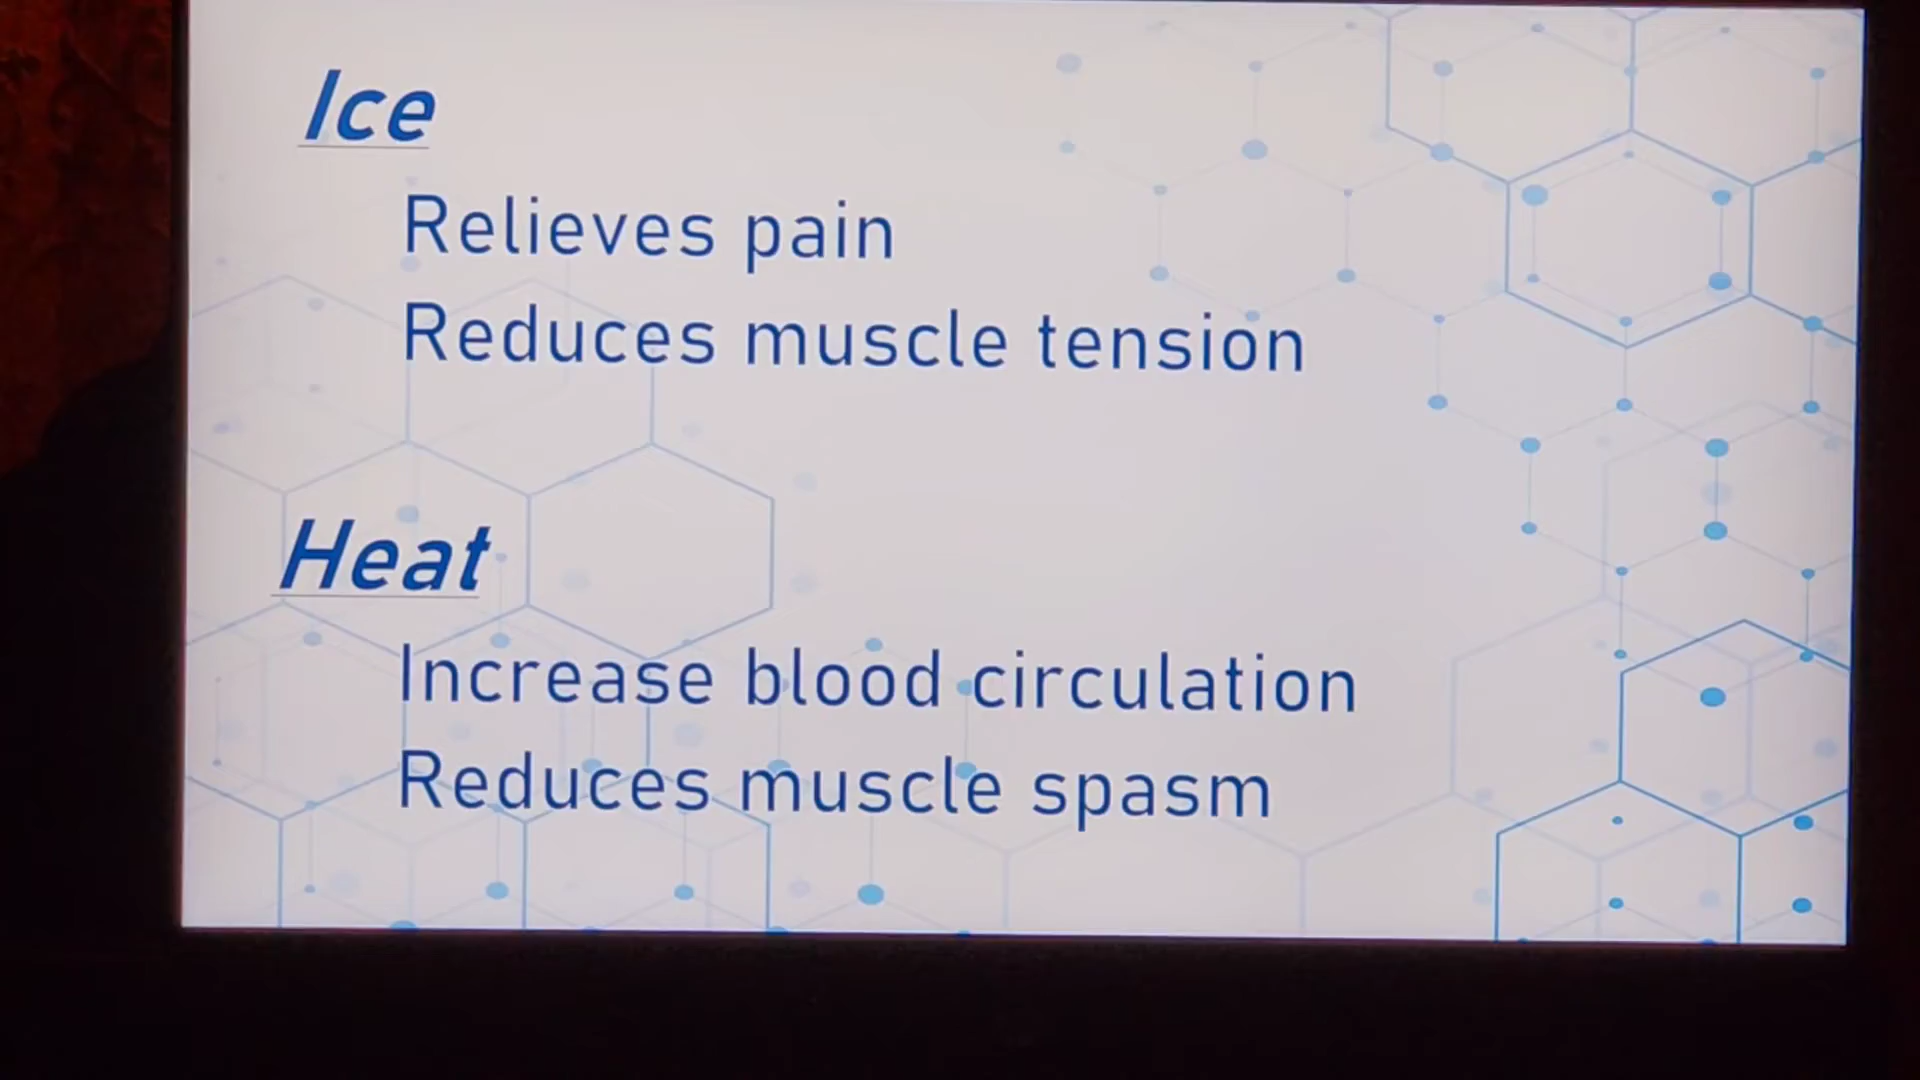 Ice
Relieves pain
Reduces muscle tension
Heat
Increase blood circulation
Reduces muscle spasm